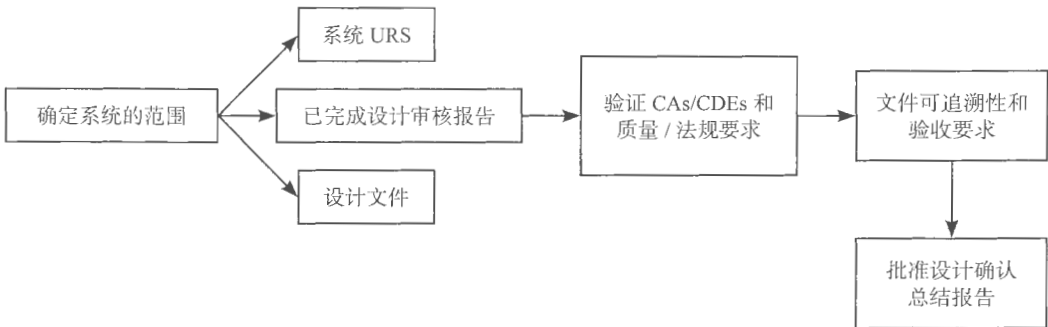 系统 URS
确定系统的范围
已完成设计审核报告
设计文件
验证 CAs/CDEs 和
质量 / 法规要求
文件可追溯性和
验收要求
批准设计确认
总结报告